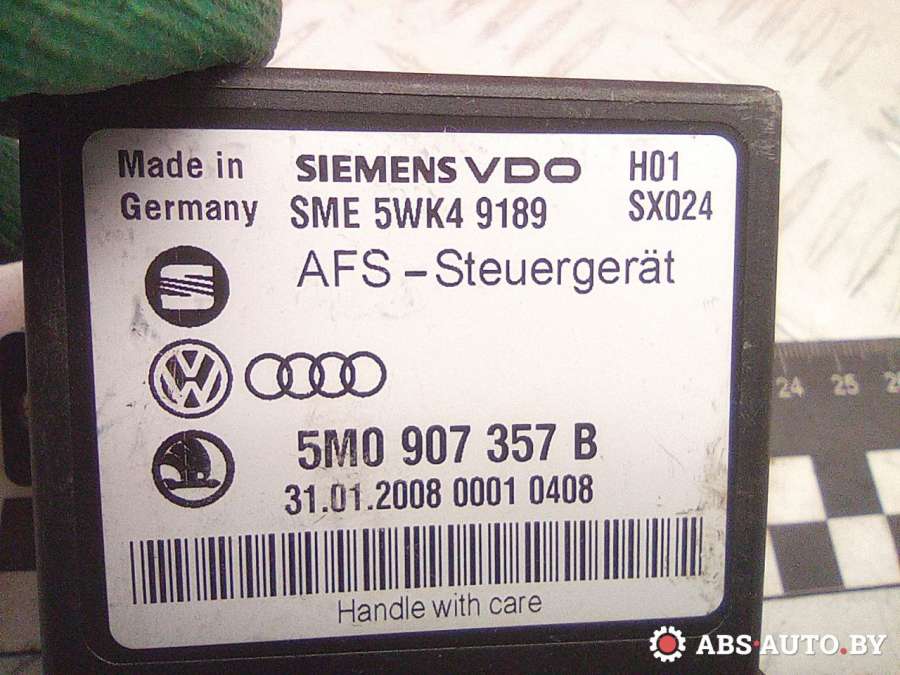 Made in
Germany
SIEMENS VDO
SME 5WK4 9189
H01
SX024
AFS – Steuergerät
5M0 907 357 B
31.01.2008 0001 0408
Handle with care
24 25
ABS-AUTO.BY